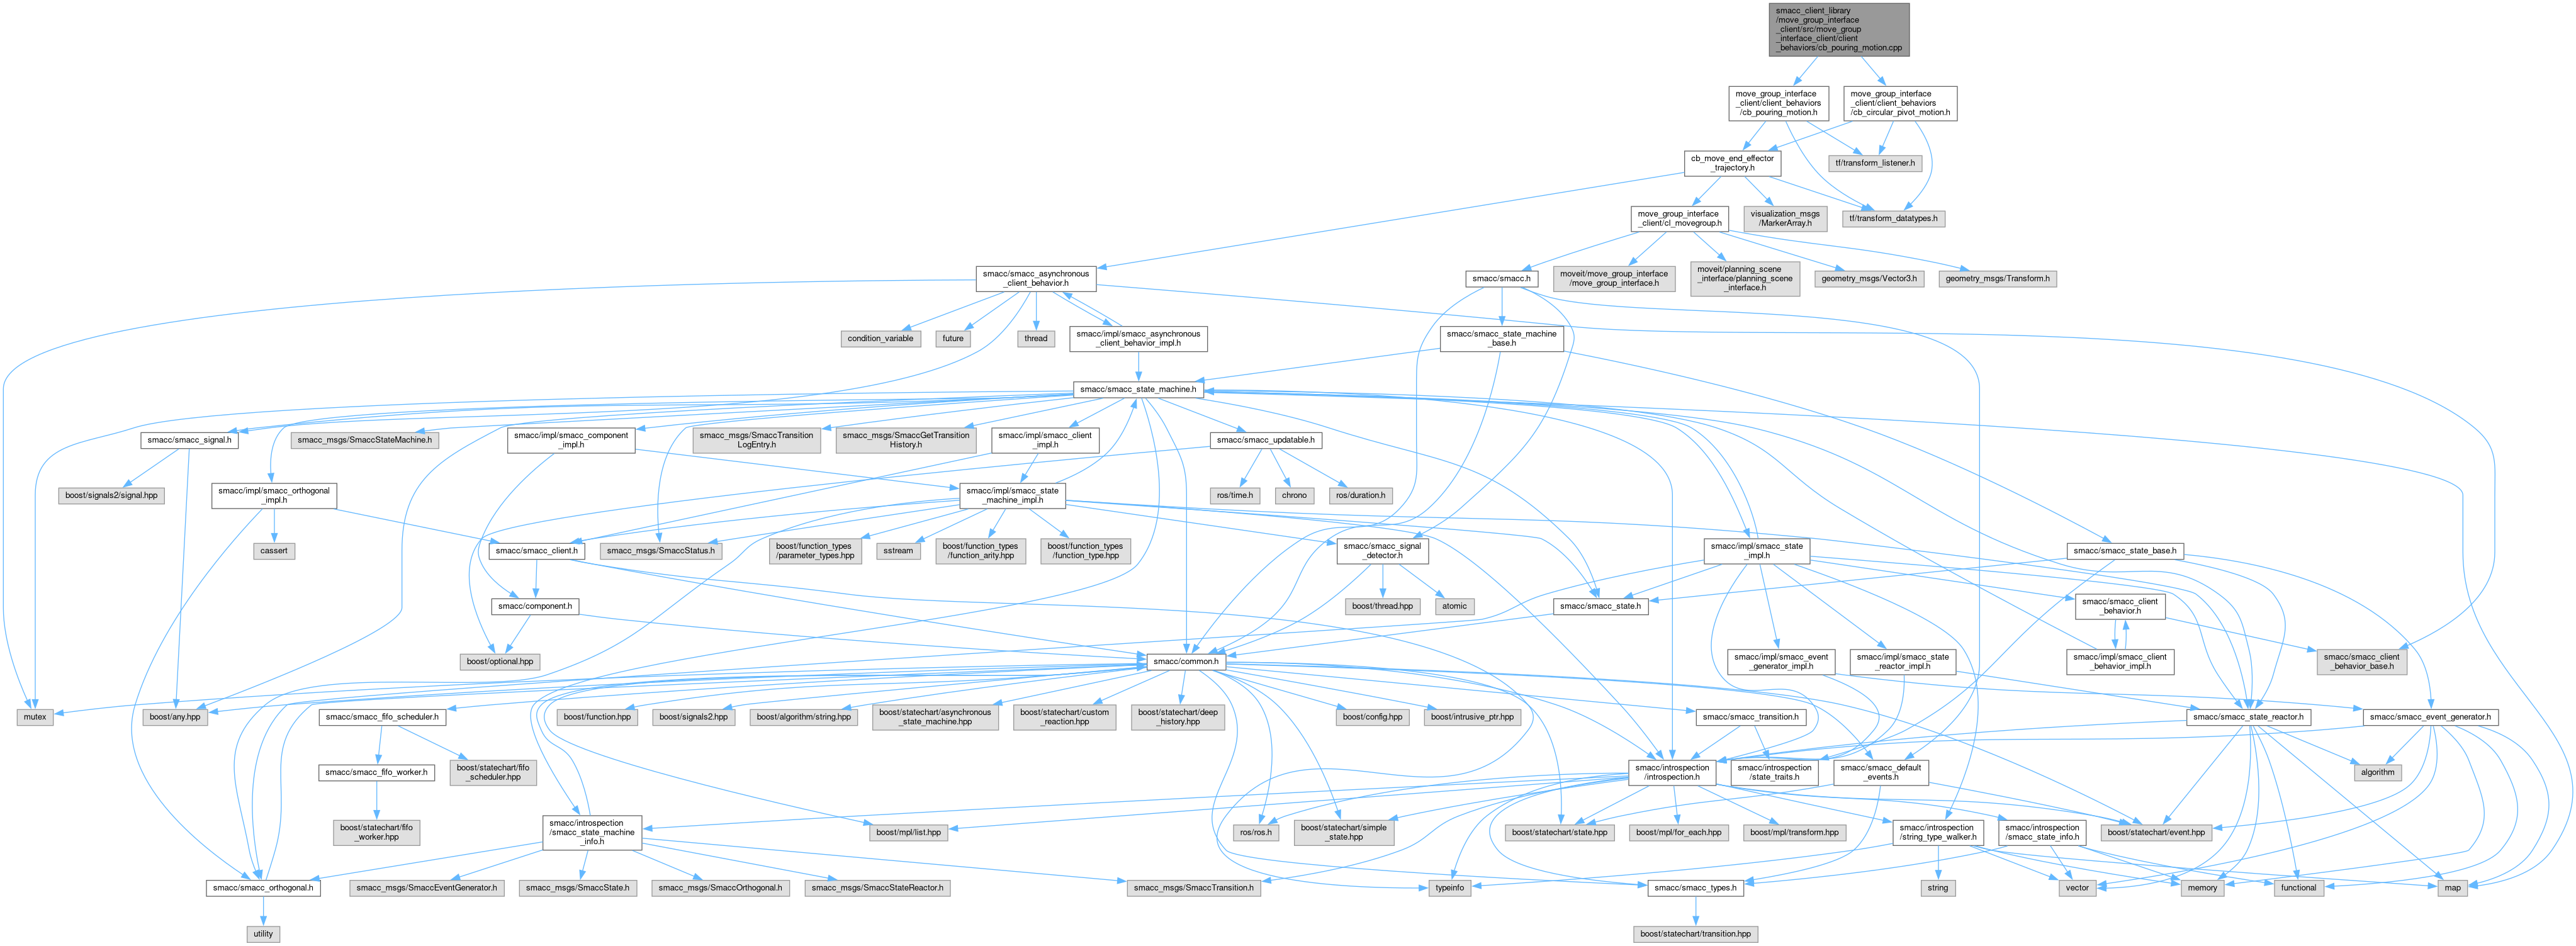 smacc_client_library
/move_group_interface
_client/src/move_group
_interface_client/client
_behaviors/cb_pouring_motion.cpp
move_group_interface
_client/client_behaviors
/cb_pouring_motion.h
move_group_interface
_client/client_behaviors
/cb_circular_pivot_motion.h
cb_move_end_effector
_trajectory.h
tf/transform_listener.h
move_group_interface
_client/cl_movegroup.h
visualization_msgs
/MarkerArray.h
tf/transform_datatypes.h
smacc/smacc_asynchronous
_client_behavior.h
smacc/smacc.h
moveit/move_group_interface
/move_group_interface.h
moveit/planning_scene
_interface/planning_scene
_interface.h
geometry_msgs/Vector3.h
geometry_msgs/Transform.h
condition_variable
future
thread
smacc/impl/smacc_asynchronous
_client_behavior_impl.h
smacc/smacc_state_machine
_base.h
smacc/smacc_state_machine.h
smacc/smacc_signal.h
smacc_msgs/SmaccStateMachine.h
smacc/impl/smacc_component
_impl.h
smacc_msgs/SmaccTransition
LogEntry.h
smacc_msgs/SmaccGetTransition
History.h
smacc/impl/smacc_client
_impl.h
smacc/smacc_updatable.h
boost/signals2/signal.hpp
smacc/impl/smacc_orthogonal
_impl.h
smacc/impl/smacc_state
_machine_impl.h
ros/time.h
chrono
ros/duration.h
cassert
smacc/smacc_client.h
smacc_msgs/SmaccStatus.h
boost/function_types
/parameter_types.hpp
sstream
boost/function_types
/function_arity.hpp
boost/function_types
/function_type.hpp
smacc/smacc_signal
_detector.h
smacc/impl/smacc_state
_impl.h
smacc/smacc_state_base.h
smacc/component.h
boost/thread.hpp
atomic
smacc/smacc_state.h
smacc/smacc_client
_behavior.h
boost/optional.hpp
smacc/common.h
smacc/impl/smacc_event
_generator_impl.h
smacc/impl/smacc_state
_reactor_impl.h
smacc/impl/smacc_client
_behavior_impl.h
smacc/smacc_client
_behavior_base.h
mutex
boost/any.hpp
smacc/smacc_fifo_scheduler.h
boost/function.hpp
boost/signals2.hpp
boost/algorithm/string.hpp
boost/statechart/asynchronous
_state_machine.hpp
boost/statechart/custom
_reaction.hpp
boost/statechart/deep
_history.hpp
boost/config.hpp
boost/intrusive_ptr.hpp
smacc/smacc_transition.h
smacc/smacc_state_reactor.h
smacc/smacc_event_generator.h
smacc/smacc_fifo_worker.h
boost/statechart/fifo
_scheduler.hpp
smacc/introspection
/introspection.h
smacc/introspection
/state_traits.h
smacc/smacc_default
_events.h
algorithm
boost/statechart/fifo
_worker.hpp
smacc/introspection
/smacc_state_machine
_info.h
boost/mpl/list.hpp
ros/ros.h
boost/statechart/simple
_state.hpp
boost/statechart/state.hpp
boost/mpl/for_each.hpp
boost/mpl/transform.hpp
smacc/introspection
/string_type_walker.h
smacc/introspection
/smacc_state_info.h
boost/statechart/event.hpp
smacc/smacc_orthogonal.h
smacc_msgs/SmaccEventGenerator.h
smacc_msgs/SmaccState.h
smacc_msgs/SmaccOrthogonal.h
smacc_msgs/SmaccStateReactor.h
smacc_msgs/SmaccTransition.h
typeinfo
smacc/smacc_types.h
string
vector
memory
functional
map
utility
boost/statechart/transition.hpp